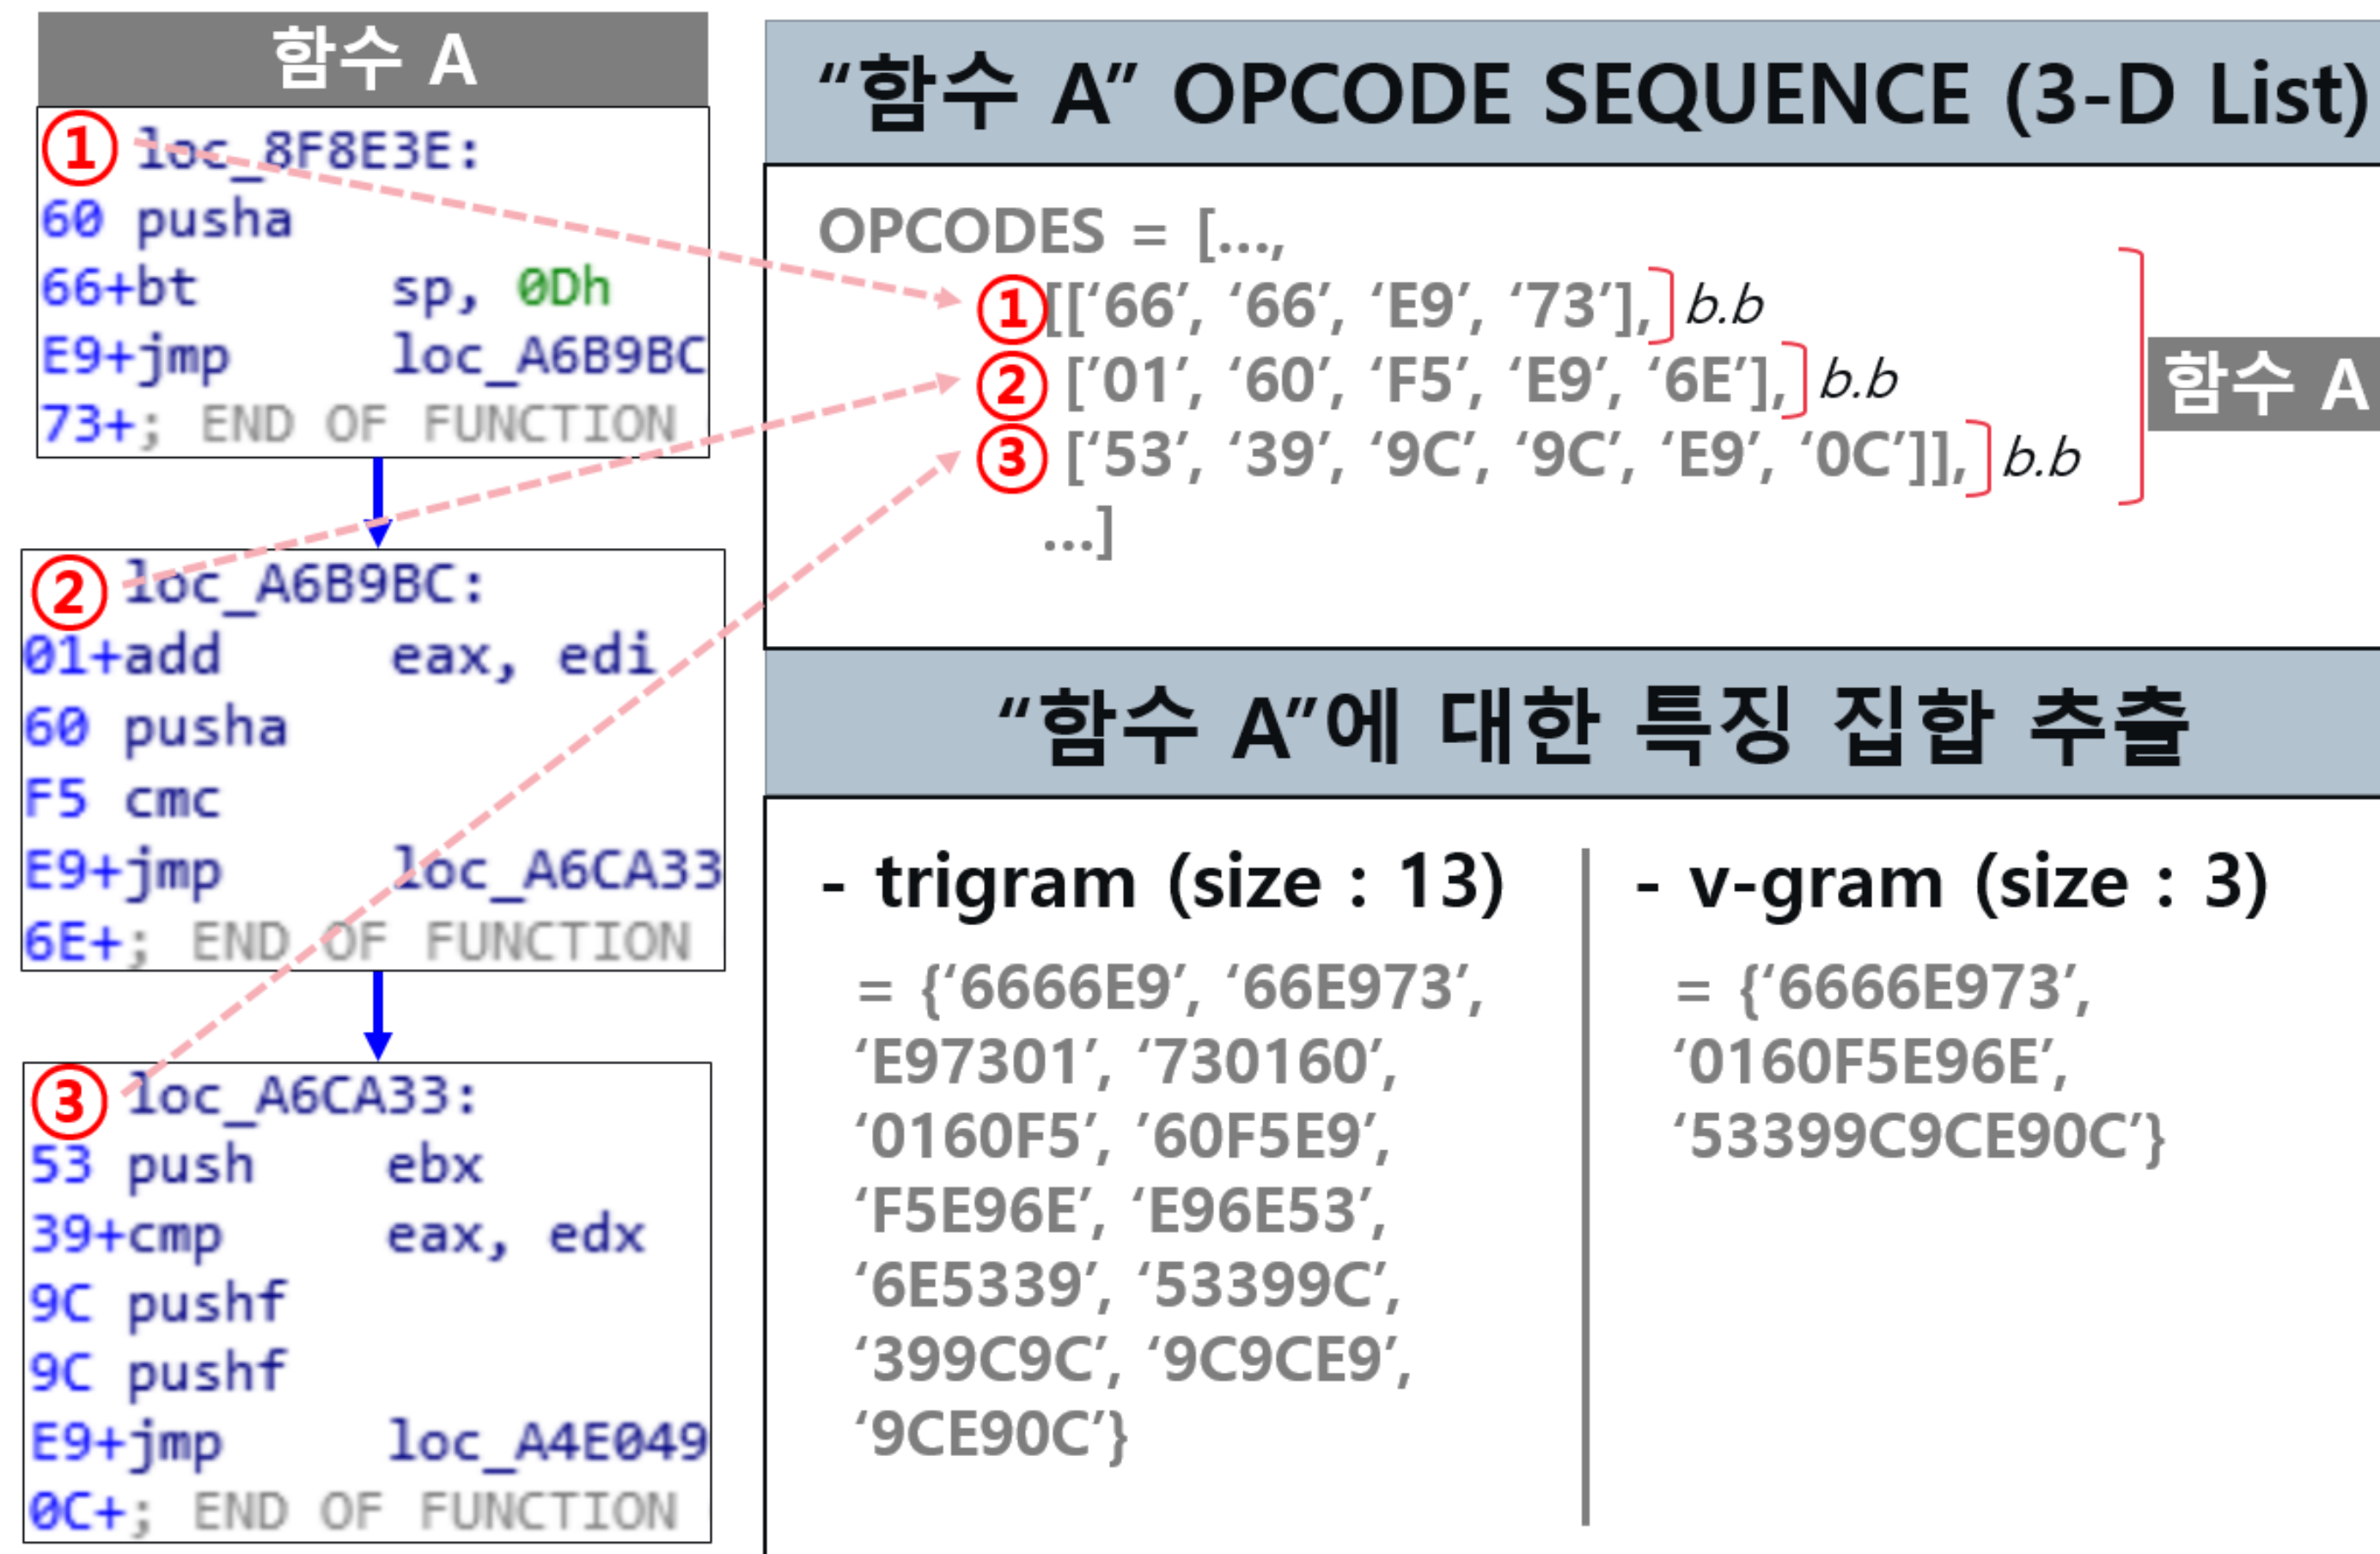 함수 A
① loc_8F8E3E:
60 pusha
66+bt sp, 0Dh
E9+jmp loc_A6B9BC
73+; END OF FUNCTION
② loc_A6B9BC:
01+add eax, edi
60 pusha
F5 cmc
E9+jmp loc_A6CA33
6E+; END OF FUNCTION
③ loc_A6CA33:
53 push ebx
39+cmp eax, edx
9C pushf
9C pushf
E9+jmp loc_A4E049
0C+; END OF FUNCTION
“함수 A” OPCODE SEQUENCE (3-D List)
OPCODES = [...,
①[[‘66’, ‘66’, ‘E9’, ‘73’], b.b
② [’01’, ‘60’, ‘F5’, ‘E9’, ‘6E’], b.b
③ [‘53’, ‘39’, ‘9C’, ‘9C’, ‘E9’, ‘0C’]], b.b
...]
함수 A
“함수 A”에 대한 특징 집합 추출
- trigram (size : 13)
= {‘6666E9’, ‘66E973’,
‘E97301’, ‘730160’,
‘0160F5’, ’60F5E9’,
‘F5E96E’, ‘E96E53’,
‘6E5339’, ‘53399C’,
‘399C9C’, ‘9C9CE9’,
‘9CE90C’}
- v-gram (size : 3)
= {‘6666E973’,
‘0160F5E96E’,
‘53399C9CE90C’}